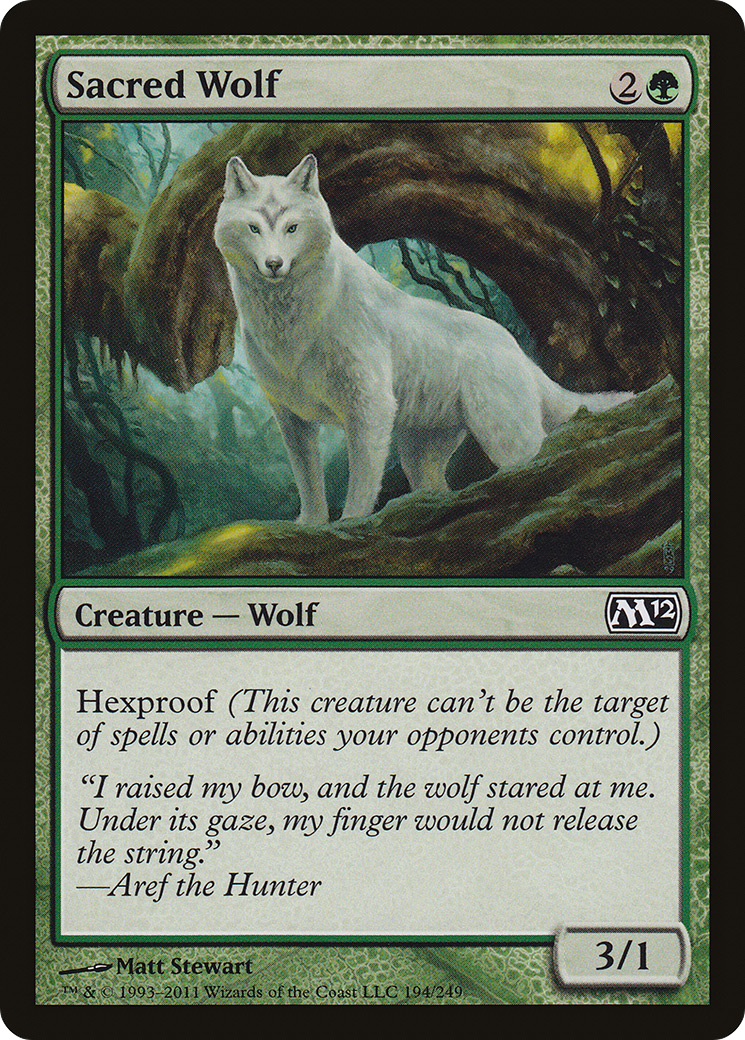 Sacred Wolf 2
Creature — Wolf M12
Hexproof (This creature can't be the target
of spells or abilities your opponents control.)
“I raised my bow, and the wolf stared at me.
Under its gaze, my finger would not release
the string.”
—Aref the Hunter
3/1
Matt Stewart
™ & © 1993–2011 Wizards of the Coast LLC 194/249